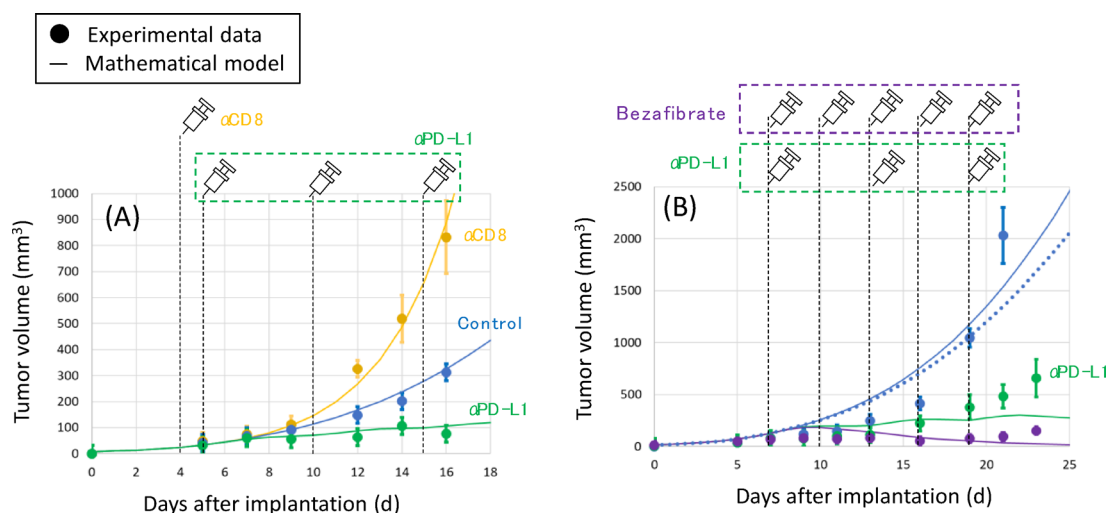 Experimental data
Mathematical model
αCD8
αPD-L1
(A)
αCD8
Control
αPD-L1
Tumor volume (mm³)
1000
900
800
700
600
500
400
300
200
100
0
0 2 4 6 8 10 12 14 16 18
Days after implantation (d)
Bezafibrate
αPD-L1
(B)
αPD-L1
Tumor volume (mm³)
2500
2000
1500
1000
500
0
0 5 10 15 20 25
Days after implantation (d)